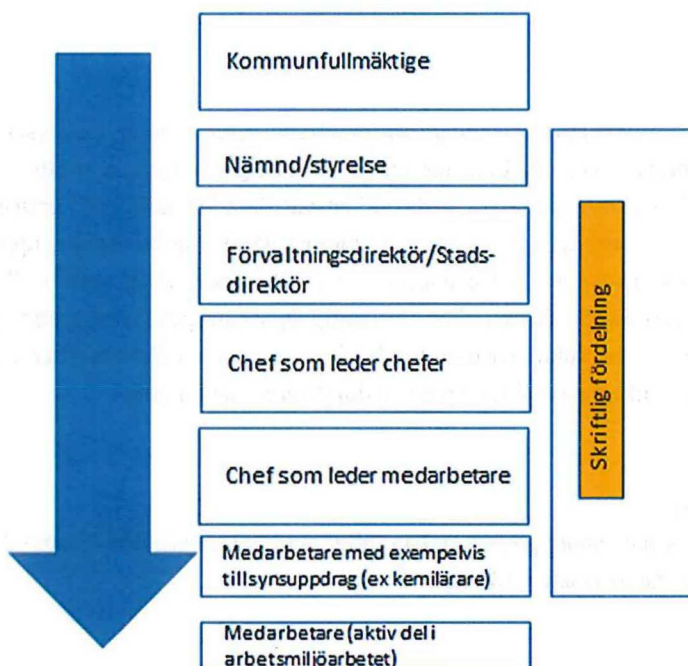 Kommunfullmäktige
Nämnd/styrelse
Förvaltningsdirektör/Stads-
direktör
Chef som leder chefer
Chef som leder medarbetare
Medarbetare med exempelvis
tillsynsuppdrag (ex kemilärare)
Medarbetare (aktiv del i
arbetsmiljöarbetet)
Skriftlig fördelning